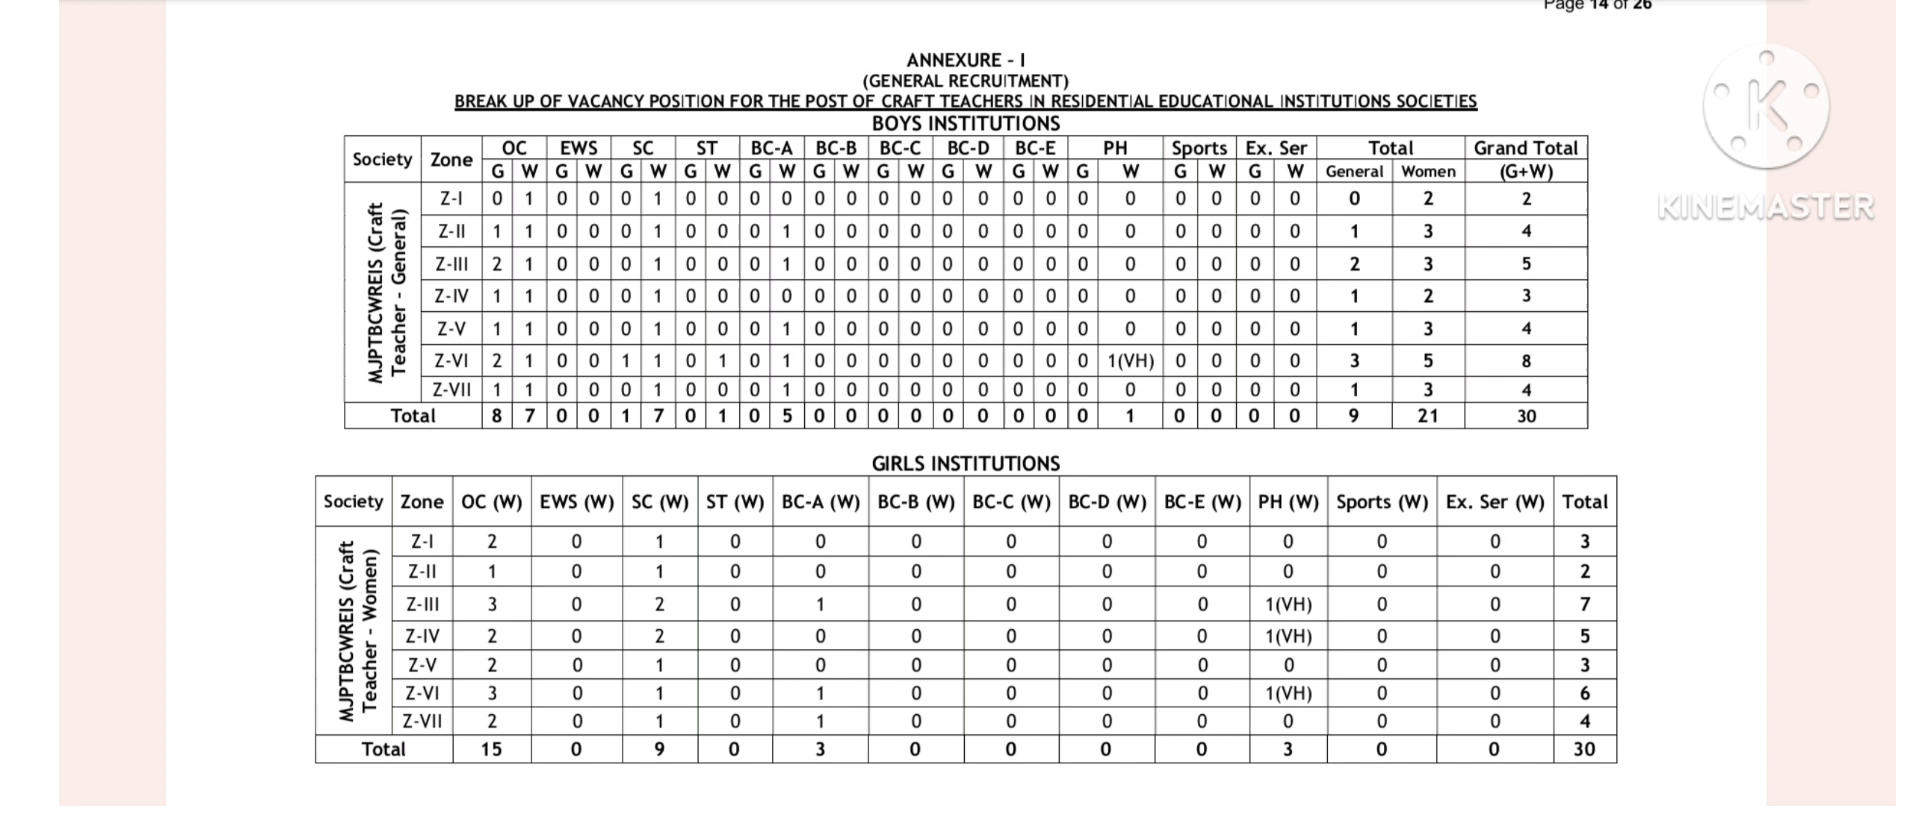 Page 14 of 26
ANNEXURE - I
(GENERAL RECRUITMENT)
BREAK UP OF VACANCY POSITION FOR THE POST OF CRAFT TEACHERS IN RESIDENTIAL EDUCATIONAL INSTITUTIONS SOCIETIES
BOYS INSTITUTIONS
Society Zone OC EWS SC ST BC-A BC-B BC-C BC-D BC-E PH Sports Ex. Ser Total Grand Total
G W G W G W G W G W G W G W G W G W G W G W G W General Women (G+W)
MJPTBCWREIS (Craft
Teacher - General)
Z-I 0 1 0 0 0 1 0 0 0 0 0 0 0 0 0 0 0 0 0 0 0 0 0 0 0 2 2
Z-II 1 1 0 0 0 1 0 0 0 1 0 0 0 0 0 0 0 0 0 0 0 0 0 0 1 3 4
Z-III 2 1 0 0 0 1 0 0 0 1 0 0 0 0 0 0 0 0 0 0 0 0 0 0 2 3 5
Z-IV 1 1 0 0 0 1 0 0 0 0 0 0 0 0 0 0 0 0 0 0 0 0 0 0 1 2 3
Z-V 1 1 0 0 0 1 0 0 0 1 0 0 0 0 0 0 0 0 0 0 0 0 0 0 1 3 4
Z-VI 2 1 0 0 1 1 0 1 0 1 0 0 0 0 0 0 0 0 0 1(VH) 0 0 0 0 3 5 8
Z-VII 1 1 0 0 0 1 0 0 0 1 0 0 0 0 0 0 0 0 0 0 0 0 0 0 1 3 4
Total 8 7 0 0 1 7 0 1 0 5 0 0 0 0 0 0 0 0 0 1 0 0 0 0 9 21 30
GIRLS INSTITUTIONS
Society Zone OC (W) EWS (W) SC (W) ST (W) BC-A (W) BC-B (W) BC-C (W) BC-D (W) BC-E (W) PH (W) Sports (W) Ex. Ser (W) Total
MJPTBCWREIS (Craft
Teacher - Women)
Z-I 2 0 1 0 0 0 0 0 0 0 0 0 3
Z-II 1 0 1 0 0 0 0 0 0 0 0 0 2
Z-III 3 0 2 0 1 0 0 0 0 1(VH) 0 0 7
Z-IV 2 0 2 0 0 0 0 0 0 1(VH) 0 0 5
Z-V 2 0 1 0 0 0 0 0 0 0 0 0 3
Z-VI 3 0 1 0 1 0 0 0 0 1(VH) 0 0 6
Z-VII 2 0 1 0 1 0 0 0 0 0 0 0 4
Total 15 0 9 0 3 0 0 0 0 3 0 0 30
K
KINEMASTER